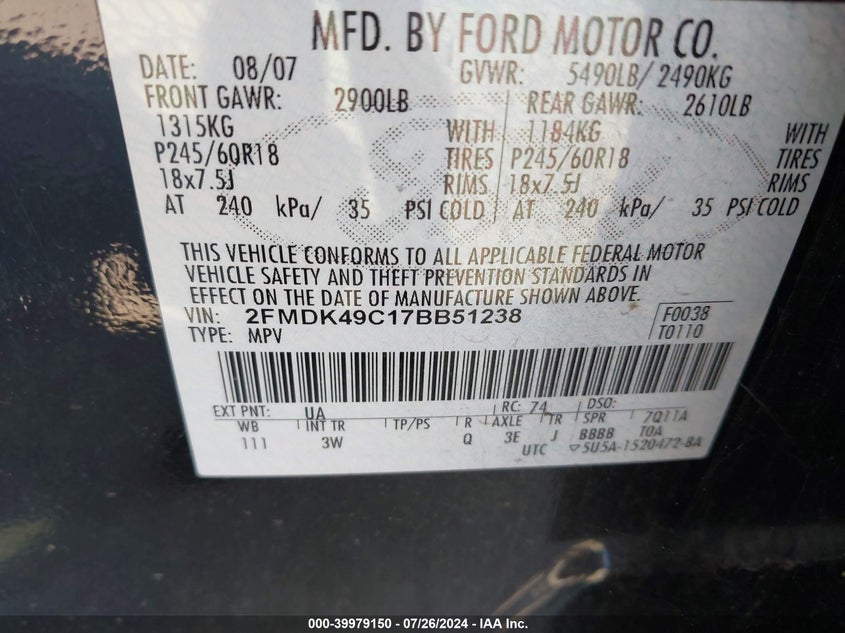 MFD. BY FORD MOTOR CO.
DATE: 08/07 GVWR: 5490LB/ 2490KG
FRONT GAWR: 2900LB REAR GAWR: 2610LB
1315KG WITH 1184KG WITH
P245/60R18 TIRES P245/60R18 TIRES
18x7.5J RIMS 18x7.5J RIMS
AT 240 kPa/ 35 PSI COLD AT 240 kPa/ 35 PSI COLD
THIS VEHICLE CONFORMS TO ALL APPLICABLE FEDERAL MOTOR
VEHICLE SAFETY AND THEFT PREVENTION STANDARDS IN
EFFECT ON THE DATE OF MANUFACTURE SHOWN ABOVE.
VIN: 2FMDK49C17BB51238 F0038
TYPE: MPV T0110
EXT PNT: UA RC: 74 DSO:
WB INT TR TP/PS R AXLE TR SPR 7Q11A
111 3W Q 3E J BBBB T0A
UTC 5U5A-1520472-BA
000-39979150 - 07/26/2024 - IAA Inc.